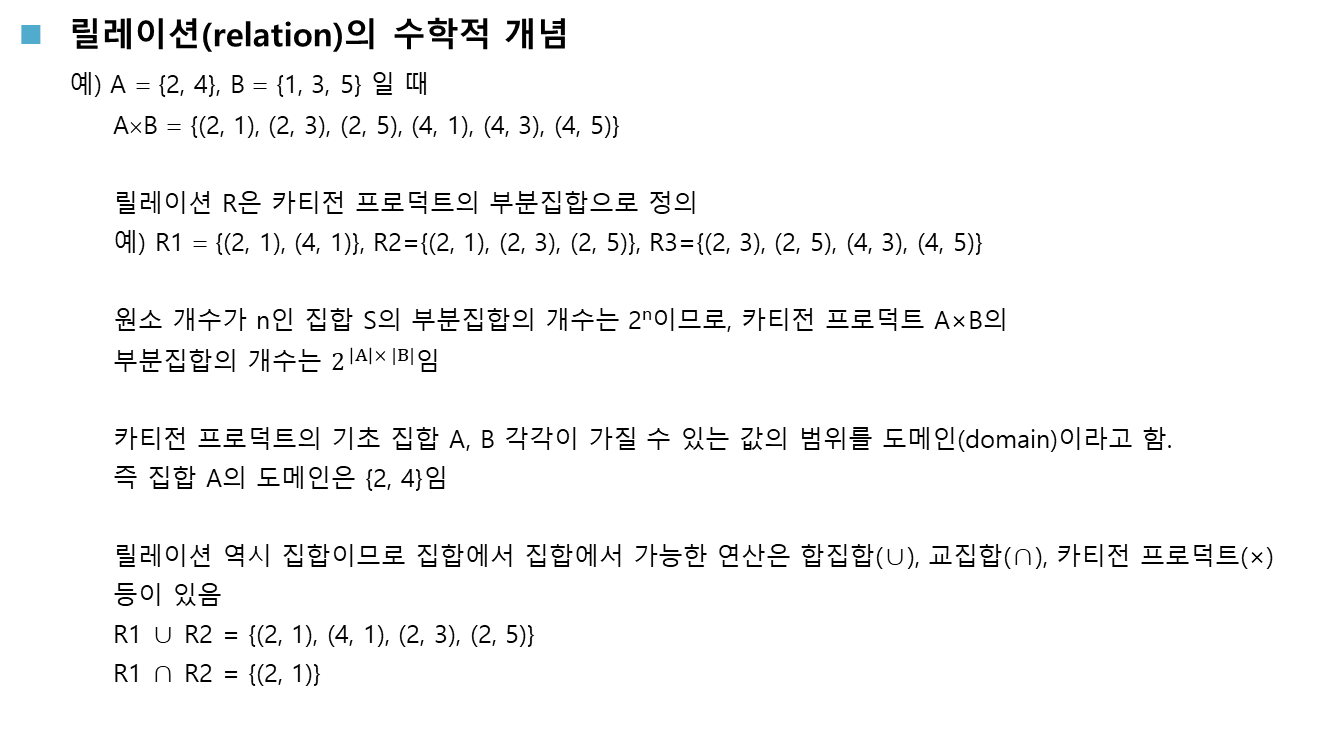 릴레이션(relation)의 수학적 개념
예) A = {2, 4}, B = {1, 3, 5} 일 때
A×B = {(2, 1), (2, 3), (2, 5), (4, 1), (4, 3), (4, 5)}
릴레이션 R은 카티전 프로덕트의 부분집합으로 정의
예) R1 = {(2, 1), (4, 1)}, R2={(2, 1), (2, 3), (2, 5)}, R3={(2, 3), (2, 5), (4, 3), (4, 5)}
원소 개수가 n인 집합 S의 부분집합의 개수는 2ⁿ이므로, 카티전 프로덕트 A×B의
부분집합의 개수는 2^|A|×|B|임
카티전 프로덕트의 기초 집합 A, B 각각이 가질 수 있는 값의 범위를 도메인(domain)이라고 함.
즉 집합 A의 도메인은 {2, 4}임
릴레이션 역시 집합이므로 집합에서 집합에서 가능한 연산은 합집합(∪), 교집합(∩), 카티전 프로덕트(×)
등이 있음
R1 ∪ R2 = {(2, 1), (4, 1), (2, 3), (2, 5)}
R1 ∩ R2 = {(2, 1)}